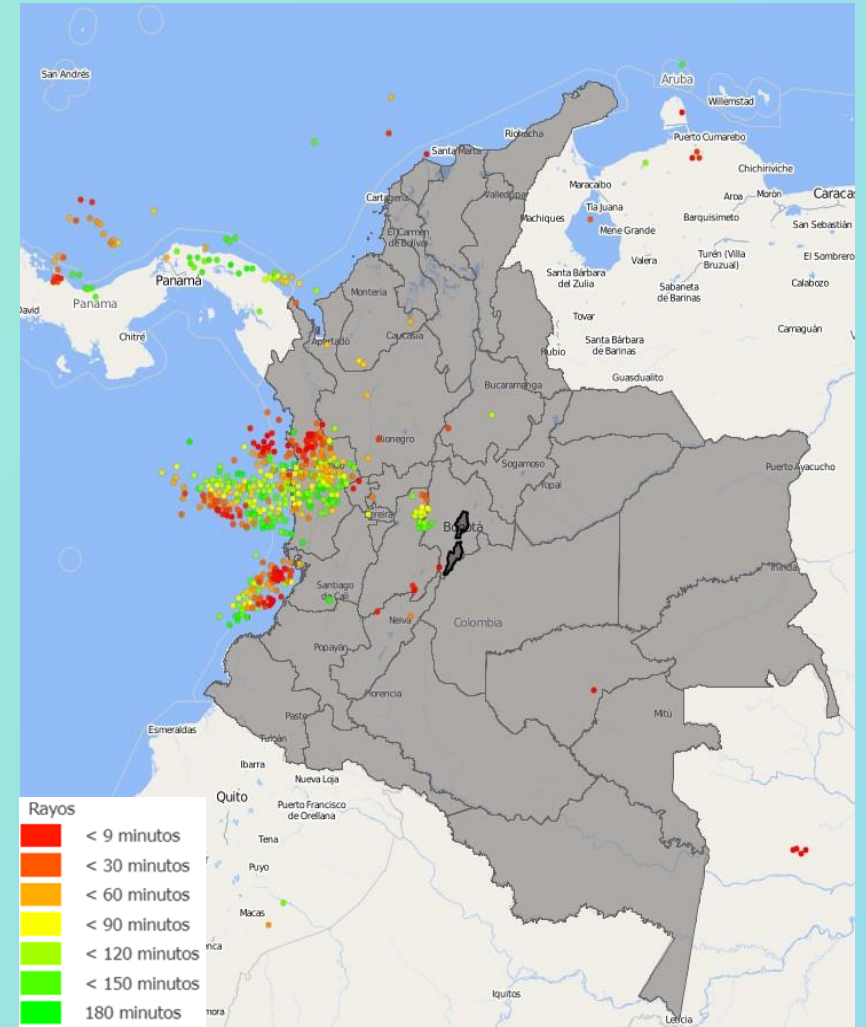 San Andrés
Aruba
Willemstad
Riohacha
Puerto Cumarebo
Santa Marta
Chichiriviche
Maracaibo
Cartagena
Valledupar
Aroa
Morón
Caracas
Tía Juana
Machiques
Barquisimeto
San Sebastián
El Carmen
de Bolívar
Mene Grande
Valera
Turén (Villa
Bruzual)
El Sombrero
Santa Bárbara
del Zulia
Panamá
Sabaneta
de Barinas
Calabozo
Montería
Panama
David
Tovar
Camaguán
Chitré
Apartadó
Caucasia
Santa Bárbara
de Barinas
Rubio
Guasdualito
Bucaramanga
Rionegro
Sogamoso
Puerto Ayacucho
Yopal
Pereira
Bogotá
Inírida
Santiago
de Cali
Neiva
Colombia
Popayán
Florencia
Mitú
Pasto
Esmeraldas
Tulcán
Ibarra
Nueva Loja
Quito
Puerto Francisco
de Orellana
Tena
Puyo
Macas
Iquitos
Leticia
Rayos
< 9 minutos
< 30 minutos
< 60 minutos
< 90 minutos
< 120 minutos
< 150 minutos
180 minutos